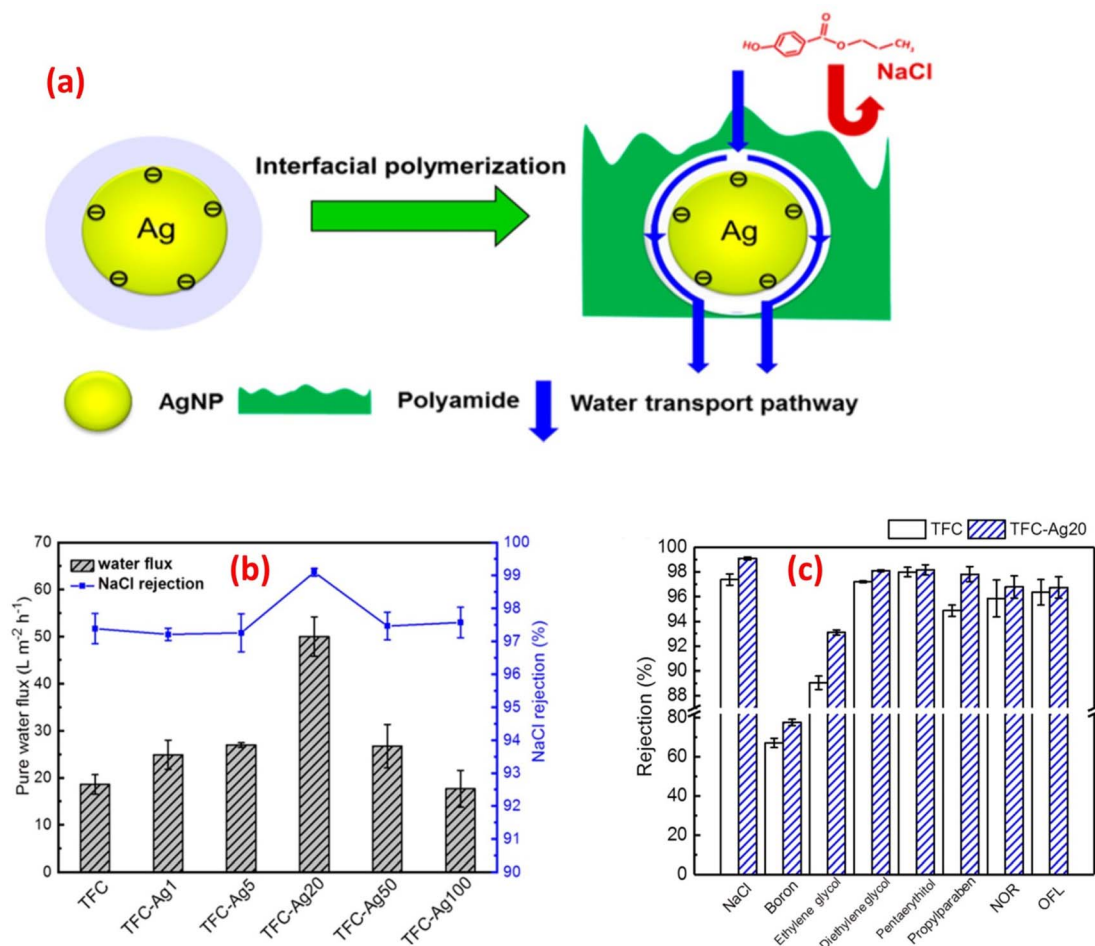 (a)
HO
O
O
CH₃
NaCl
Interfacial polymerization
Ag
Ag
AgNP
Polyamide
Water transport pathway
(b)
water flux
NaCl rejection
Pure water flux (L m⁻² h⁻¹)
70
60
50
40
30
20
10
0
100
99
98
97
96
95
94
93
92
91
90
NaCl rejection (%)
TFC
TFC-Ag1
TFC-Ag5
TFC-Ag20
TFC-Ag50
TFC-Ag100
TFC
TFC-Ag20
(c)
Rejection (%)
100
98
96
94
92
90
88
80
60
40
20
0
NaCl
Boron
Ethylene glycol
Diethylene glycol
Pentaerythitol
Propylparaben
NOR
OFL